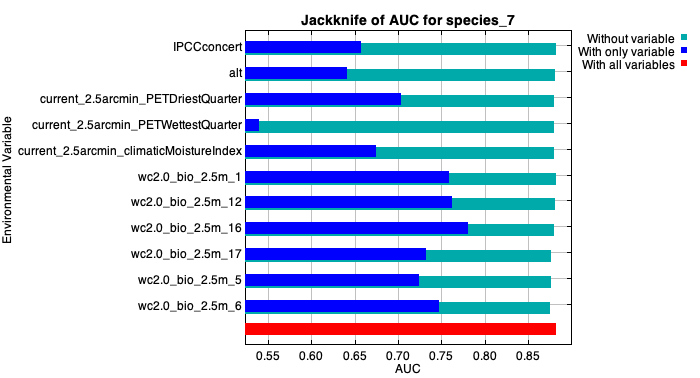 Jackknife of AUC for species_7
Without variable
With only variable
With all variables
Environmental Variable
IPCCconcert
alt
current_2.5arcmin_PETDriestQuarter
current_2.5arcmin_PETWettestQuarter
current_2.5arcmin_climaticMoistureIndex
wc2.0_bio_2.5m_1
wc2.0_bio_2.5m_12
wc2.0_bio_2.5m_16
wc2.0_bio_2.5m_17
wc2.0_bio_2.5m_5
wc2.0_bio_2.5m_6
0.55 0.60 0.65 0.70 0.75 0.80 0.85
AUC